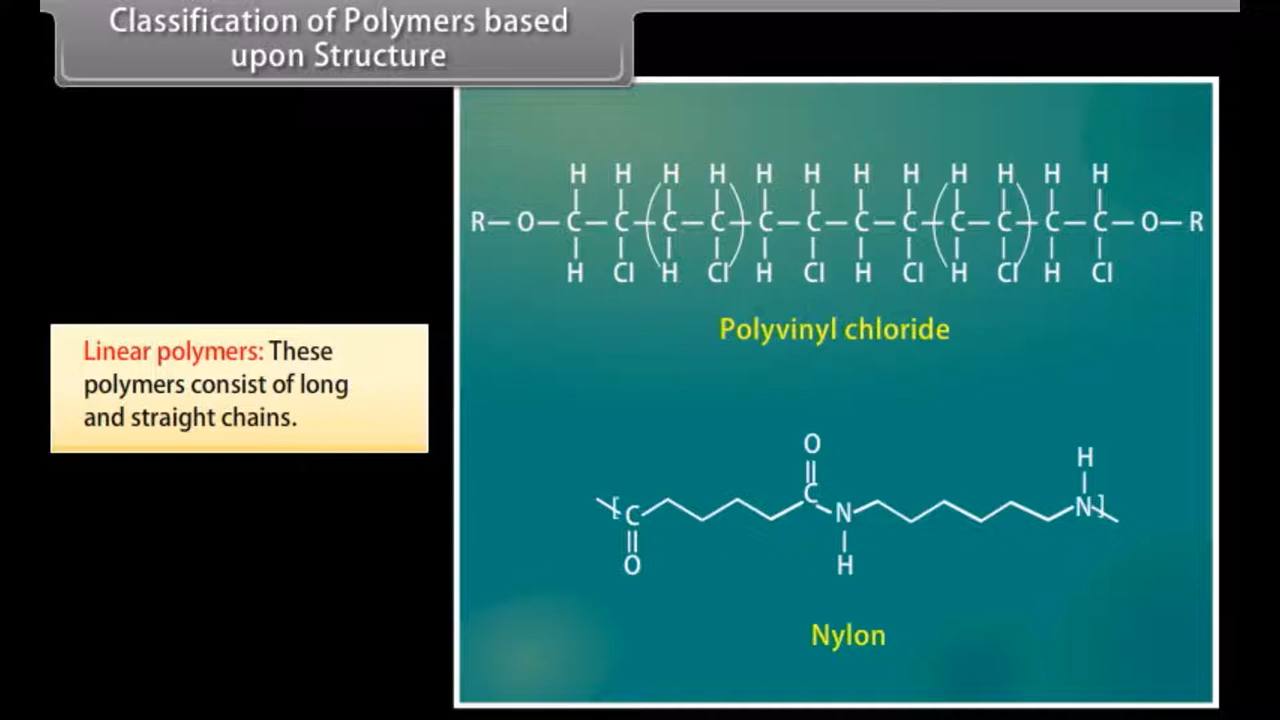 Classification of Polymers based
upon Structure
H H H H H H H H H H H H
R—O—C—C—(C—C)—C—C—C—C—(C—C)—C—C—O—R
H Cl H Cl H Cl H Cl H Cl H Cl
Polyvinyl chloride
Linear polymers: These
polymers consist of long
and straight chains.
O
H
C
[C N N]
O H
Nylon